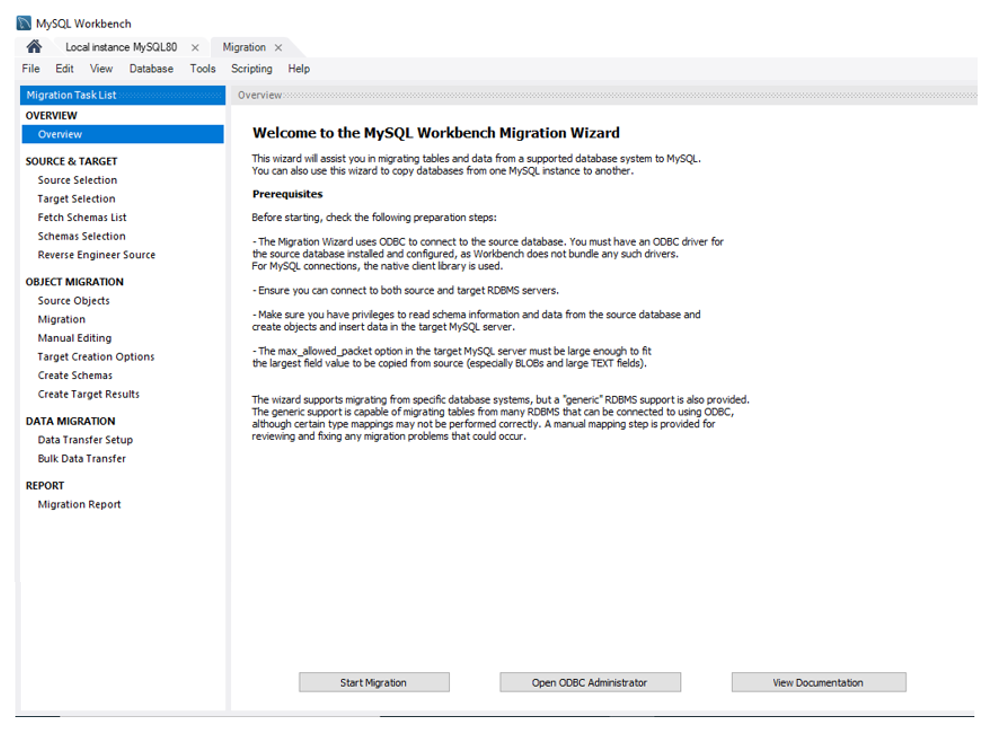 MySQL Workbench
Local instance MySQL80 × Migration ×
File Edit View Database Tools Scripting Help
Migration Task List
OVERVIEW
Overview
SOURCE & TARGET
Source Selection
Target Selection
Fetch Schemas List
Schemas Selection
Reverse Engineer Source
OBJECT MIGRATION
Source Objects
Migration
Manual Editing
Target Creation Options
Create Schemas
Create Target Results
DATA MIGRATION
Data Transfer Setup
Bulk Data Transfer
REPORT
Migration Report
Overview
Welcome to the MySQL Workbench Migration Wizard
This wizard will assist you in migrating tables and data from a supported database system to MySQL.
You can also use this wizard to copy databases from one MySQL instance to another.
Prerequisites
Before starting, check the following preparation steps:
- The Migration Wizard uses ODBC to connect to the source database. You must have an ODBC driver for
the source database installed and configured, as Workbench does not bundle any such drivers.
For MySQL connections, the native client library is used.
- Ensure you can connect to both source and target RDBMS servers.
- Make sure you have privileges to read schema information and data from the source database and
create objects and insert data in the target MySQL server.
- The max_allowed_packet option in the target MySQL server must be large enough to fit
the largest field value to be copied from source (especially BLOBs and large TEXT fields).
The wizard supports migrating from specific database systems, but a "generic" RDBMS support is also provided.
The generic support is capable of migrating tables from many RDBMS that can be connected to using ODBC,
although certain type mappings may not be performed correctly. A manual mapping step is provided for
reviewing and fixing any migration problems that could occur.
Start Migration Open ODBC Administrator View Documentation